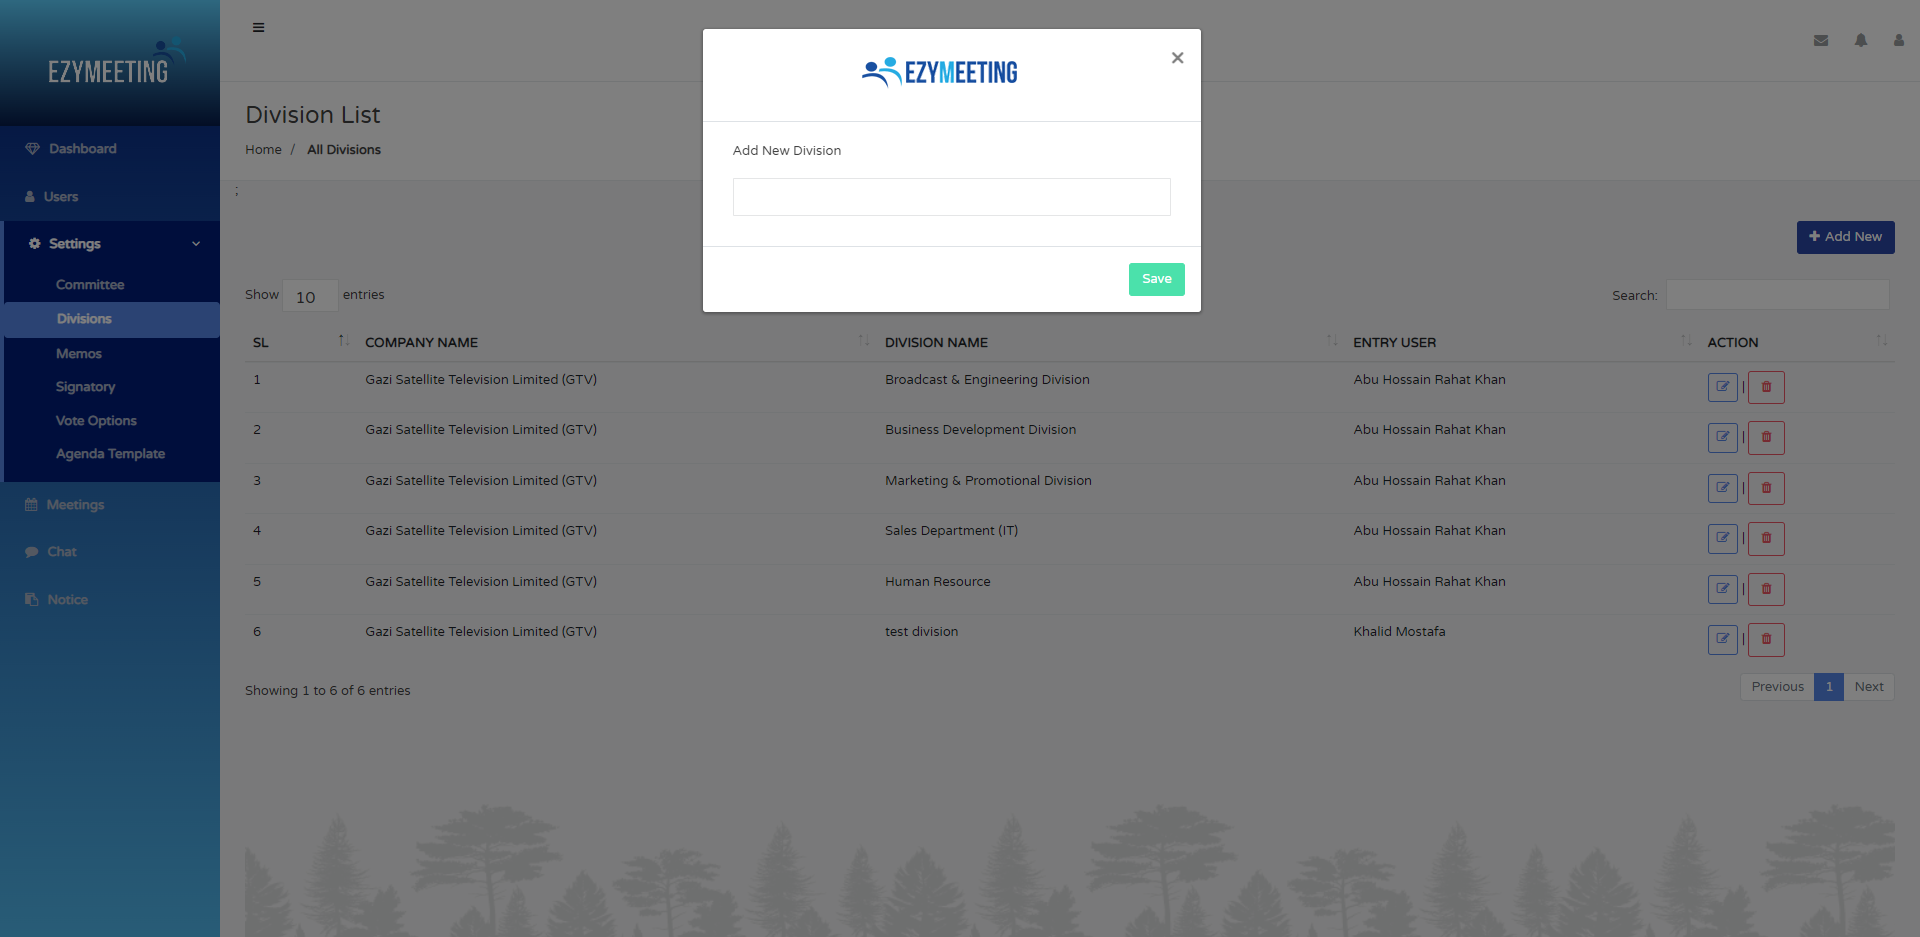 EZYMEETING
Dashboard
Users
Settings
Committee
Divisions
Memos
Signatory
Vote Options
Agenda Template
Meetings
Chat
Notice
Division List
Home / All Divisions
;
EZYMEETING
×
Add New Division
Save
+ Add New
Show 10 entries
Search:
SL COMPANY NAME DIVISION NAME ENTRY USER ACTION
1 Gazi Satellite Television Limited (GTV) Broadcast & Engineering Division Abu Hossain Rahat Khan |
2 Gazi Satellite Television Limited (GTV) Business Development Division Abu Hossain Rahat Khan |
3 Gazi Satellite Television Limited (GTV) Marketing & Promotional Division Abu Hossain Rahat Khan |
4 Gazi Satellite Television Limited (GTV) Sales Department (IT) Abu Hossain Rahat Khan |
5 Gazi Satellite Television Limited (GTV) Human Resource Abu Hossain Rahat Khan |
6 Gazi Satellite Television Limited (GTV) test division Khalid Mostafa |
Showing 1 to 6 of 6 entries
Previous 1 Next